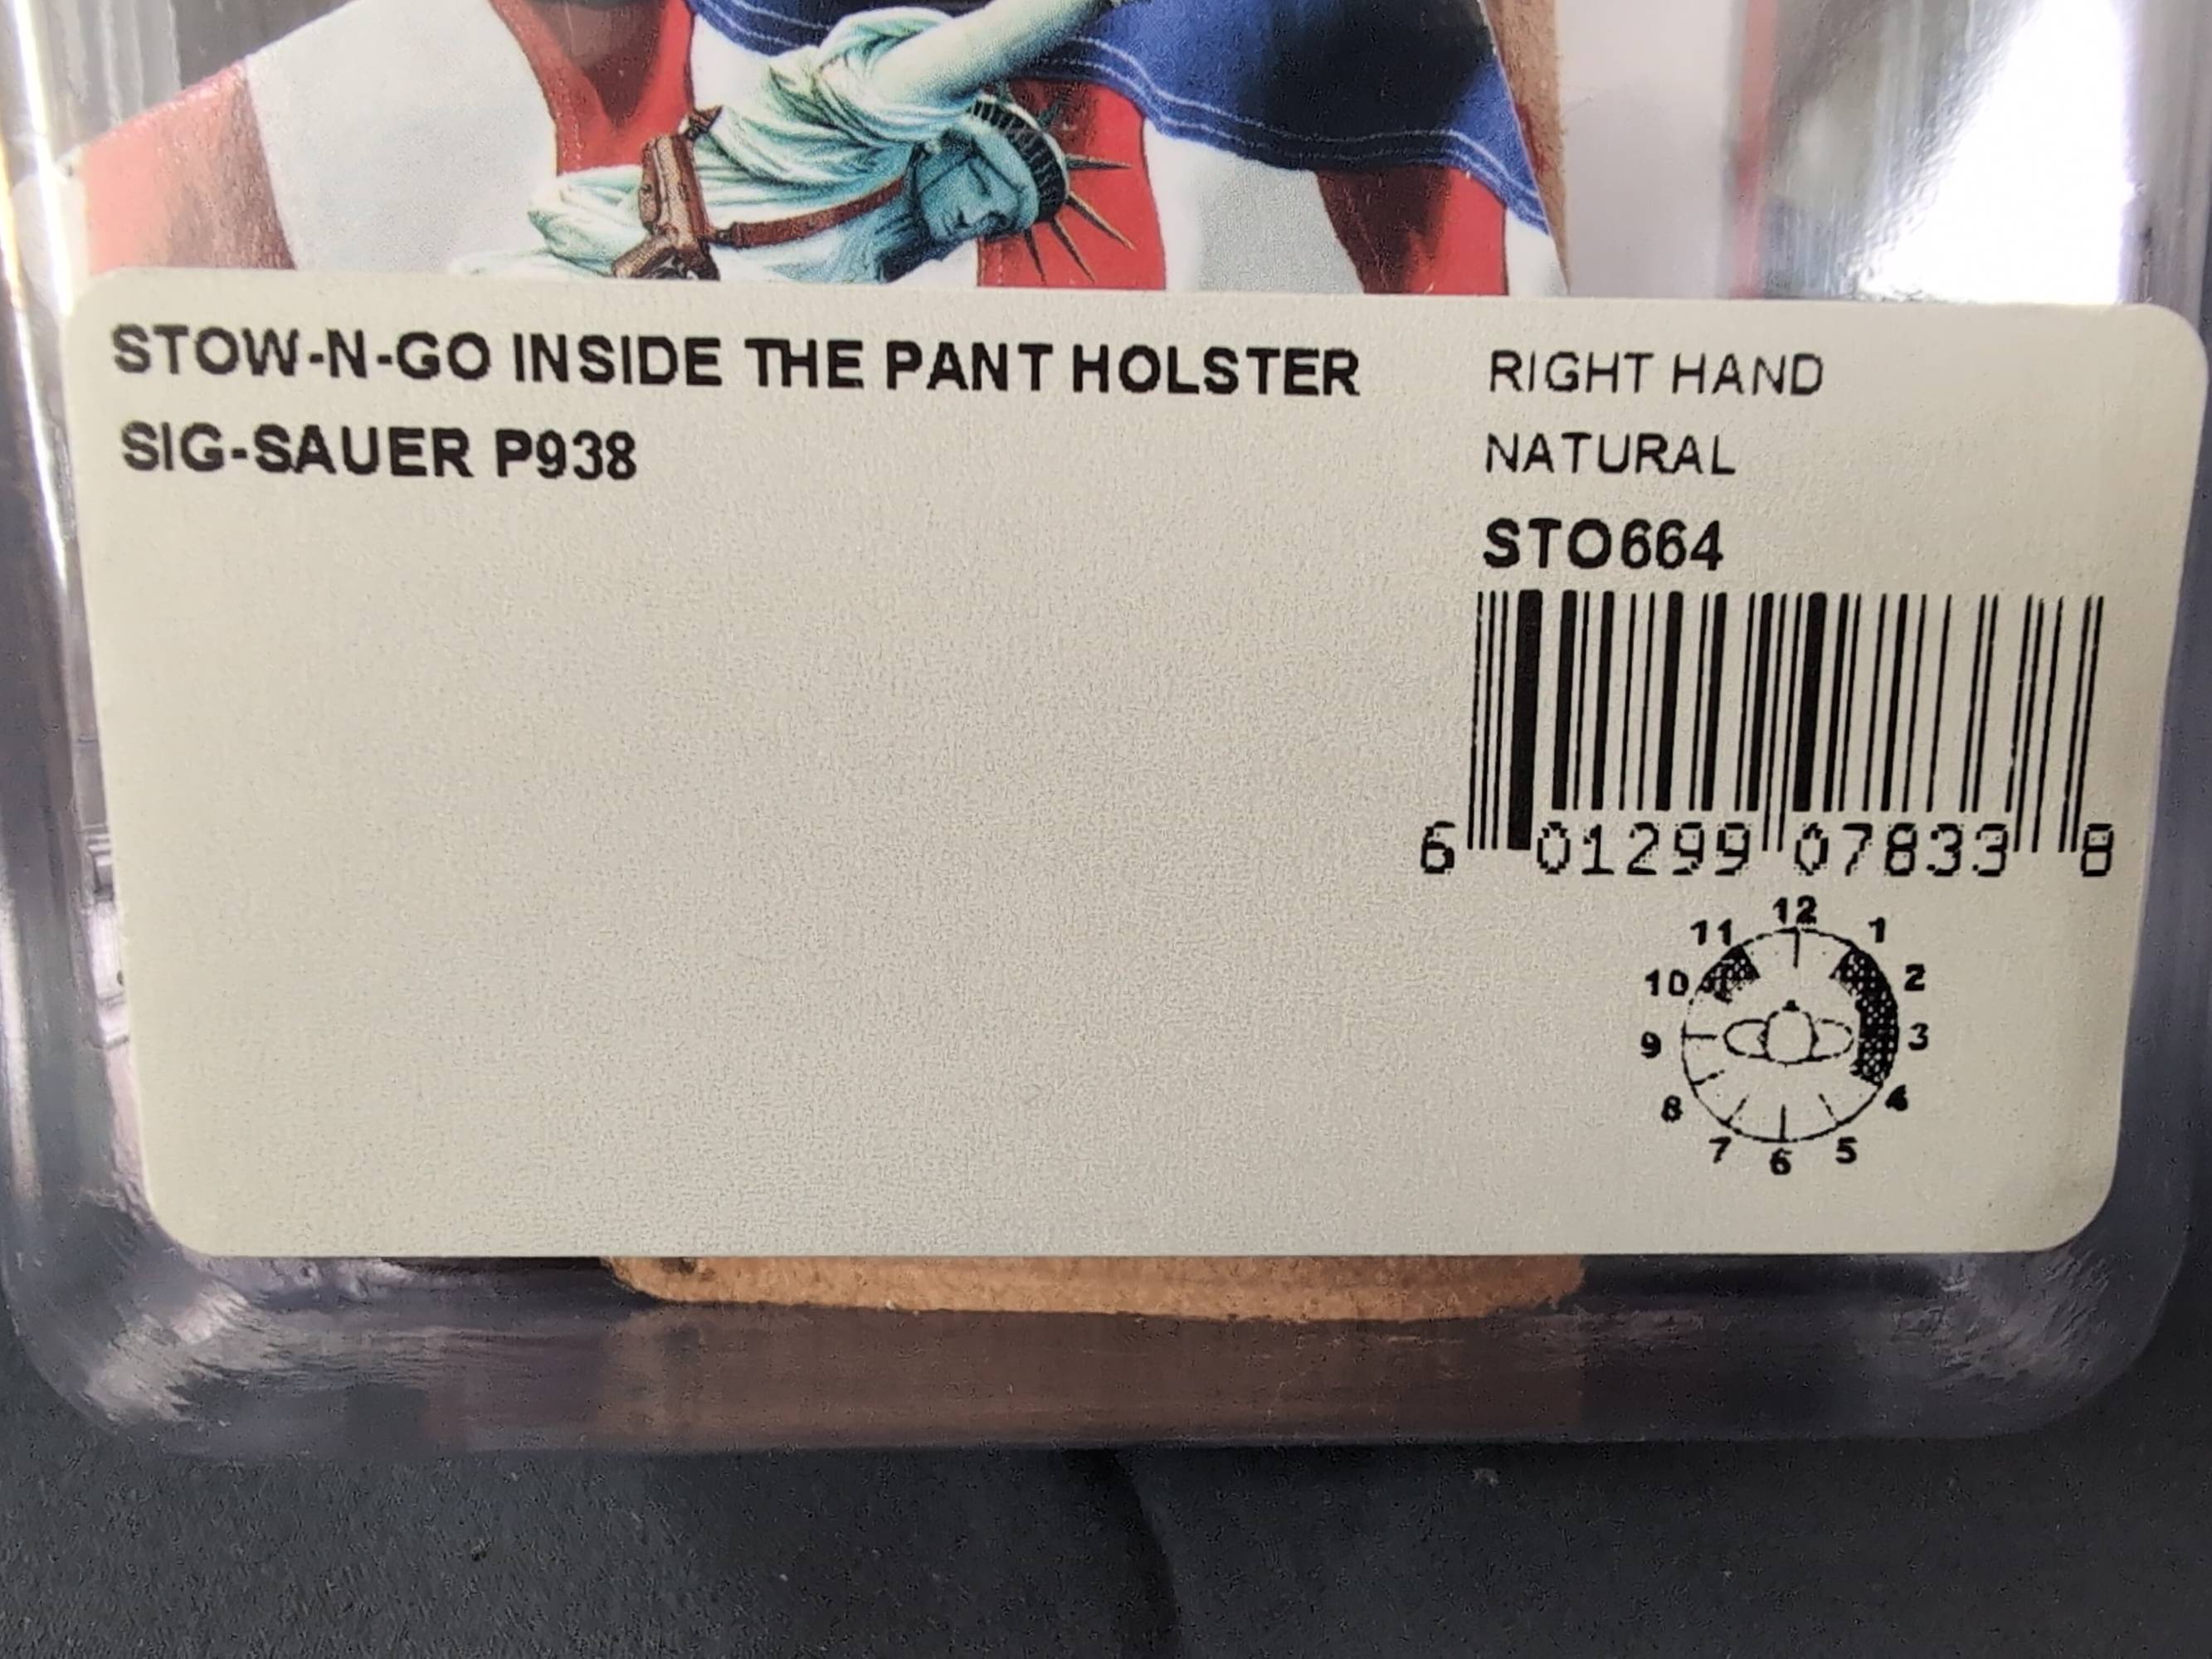 STOW-N-GO INSIDE THE PANT HOLSTER
SIG-SAUER P938
RIGHT HAND
NATURAL
STO664
6 01299 07833 8
12
11 1
10 2
9 3
8 4
7 6 5